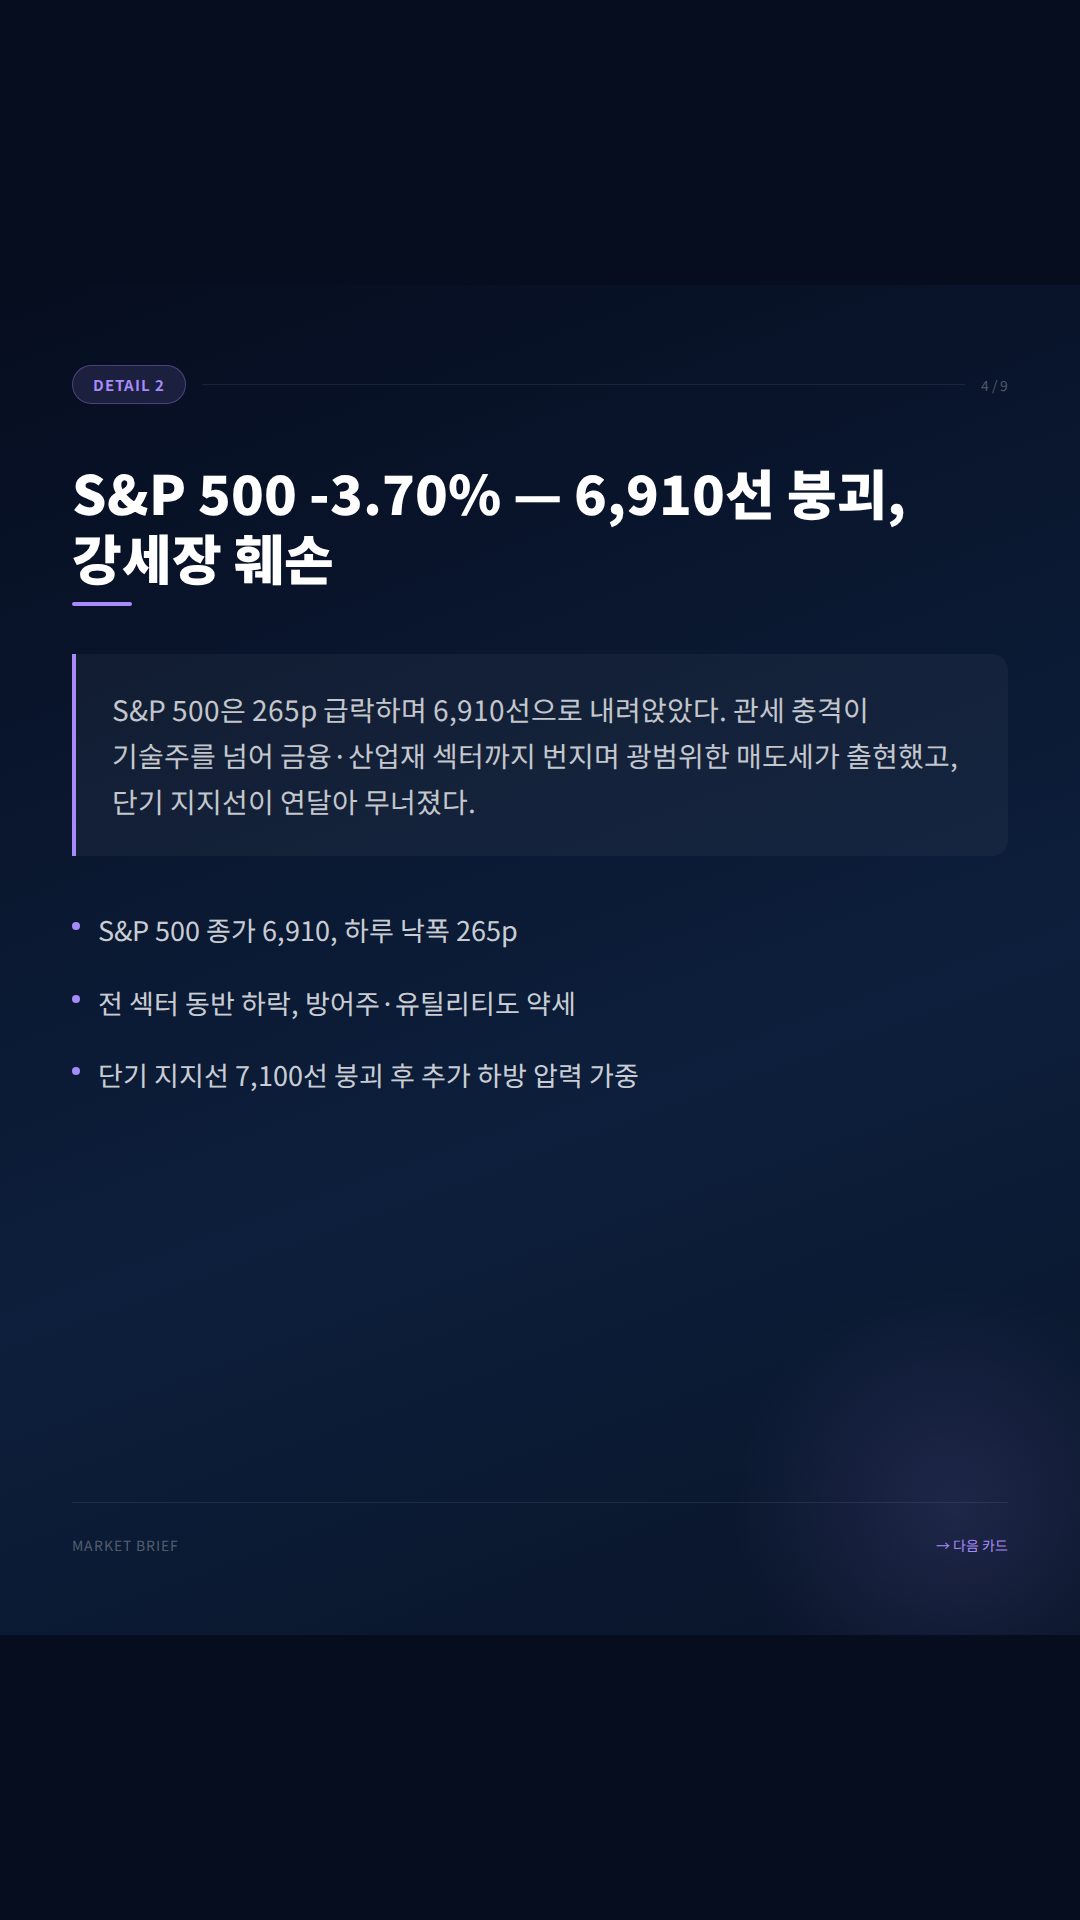 DETAIL 2
4 / 9
S&P 500 -3.70% — 6,910선 붕괴,
강세장 훼손
S&P 500은 265p 급락하며 6,910선으로 내려앉았다. 관세 충격이
기술주를 넘어 금융·산업재 섹터까지 번지며 광범위한 매도세가 출현했고,
단기 지지선이 연달아 무너졌다.
S&P 500 종가 6,910, 하루 낙폭 265p
전 섹터 동반 하락, 방어주·유틸리티도 약세
단기 지지선 7,100선 붕괴 후 추가 하방 압력 가중
MARKET BRIEF
→ 다음 카드